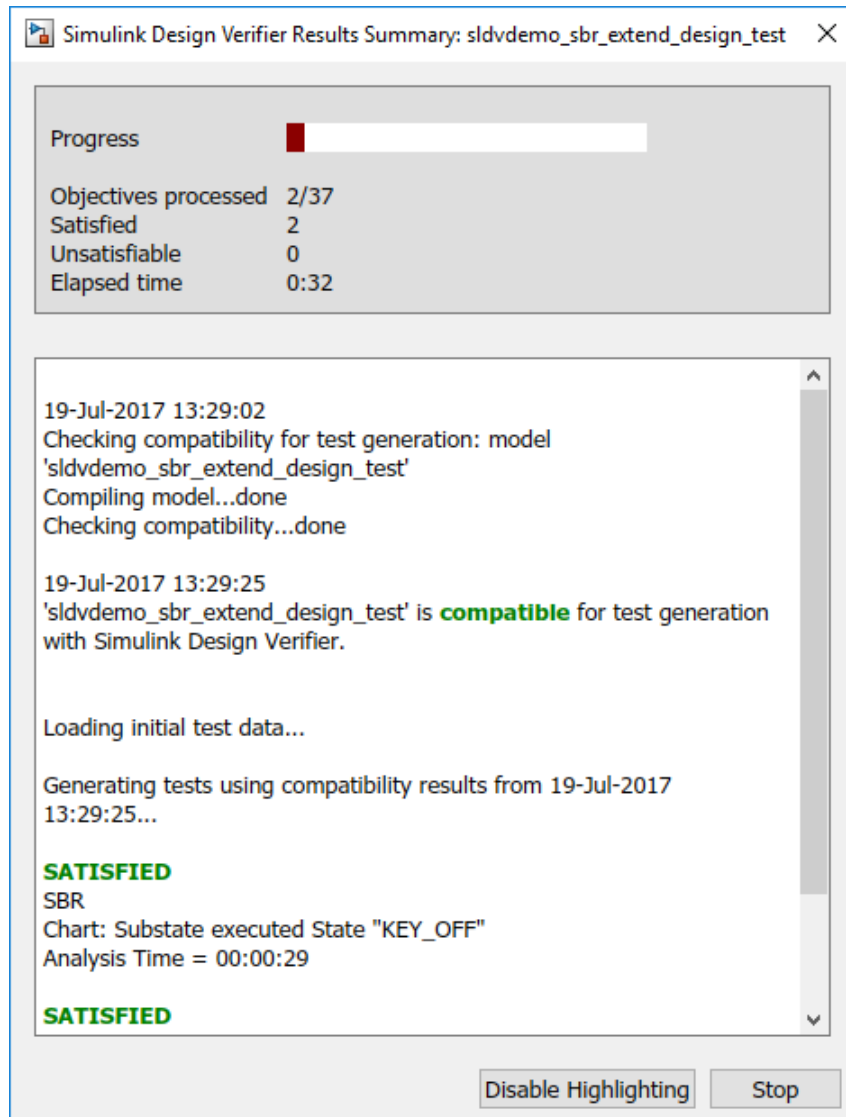 Simulink Design Verifier Results Summary: sldvdemo_sbr_extend_design_test
Progress
Objectives processed 2/37
Satisfied 2
Unsatisfiable 0
Elapsed time 0:32
19-Jul-2017 13:29:02
Checking compatibility for test generation: model
'sldvdemo_sbr_extend_design_test'
Compiling model...done
Checking compatibility...done
19-Jul-2017 13:29:25
'sldvdemo_sbr_extend_design_test' is compatible for test generation
with Simulink Design Verifier.
Loading initial test data...
Generating tests using compatibility results from 19-Jul-2017
13:29:25...
SATISFIED
SBR
Chart: Substate executed State "KEY_OFF"
Analysis Time = 00:00:29
SATISFIED
Disable Highlighting
Stop